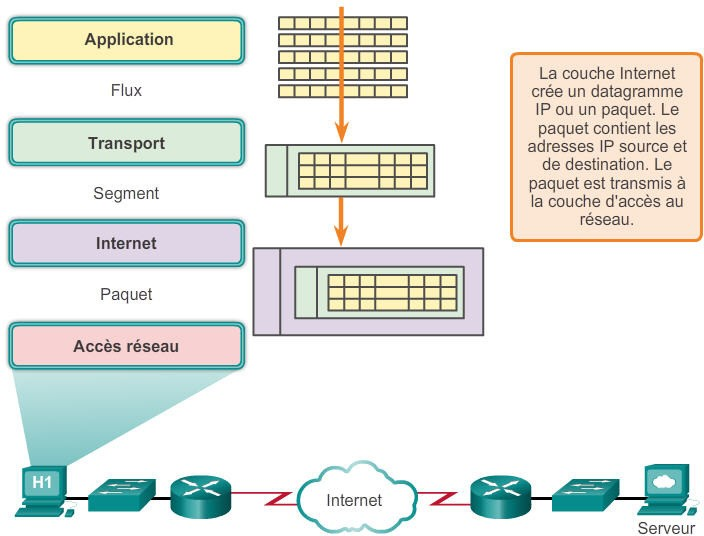 Application
Flux
Transport
Segment
Internet
Paquet
Accès réseau
La couche Internet
crée un datagramme
IP ou un paquet. Le
paquet contient les
adresses IP source et
de destination. Le
paquet est transmis à
la couche d'accès au
réseau.
H1
Internet
Serveur